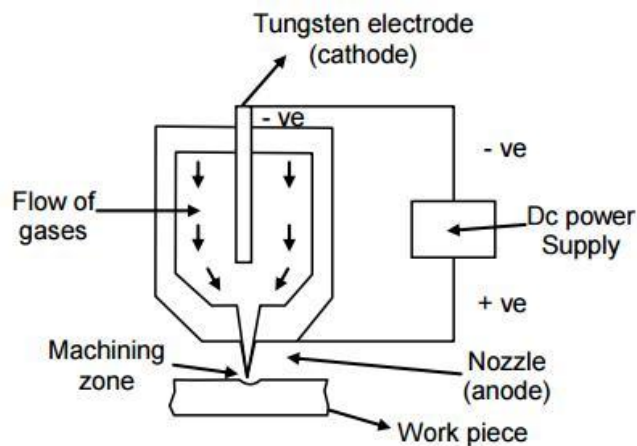 Tungsten electrode
(cathode)
- ve
- ve
Flow of
gases
Dc power
Supply
+ ve
Machining
zone
Nozzle
(anode)
Work piece